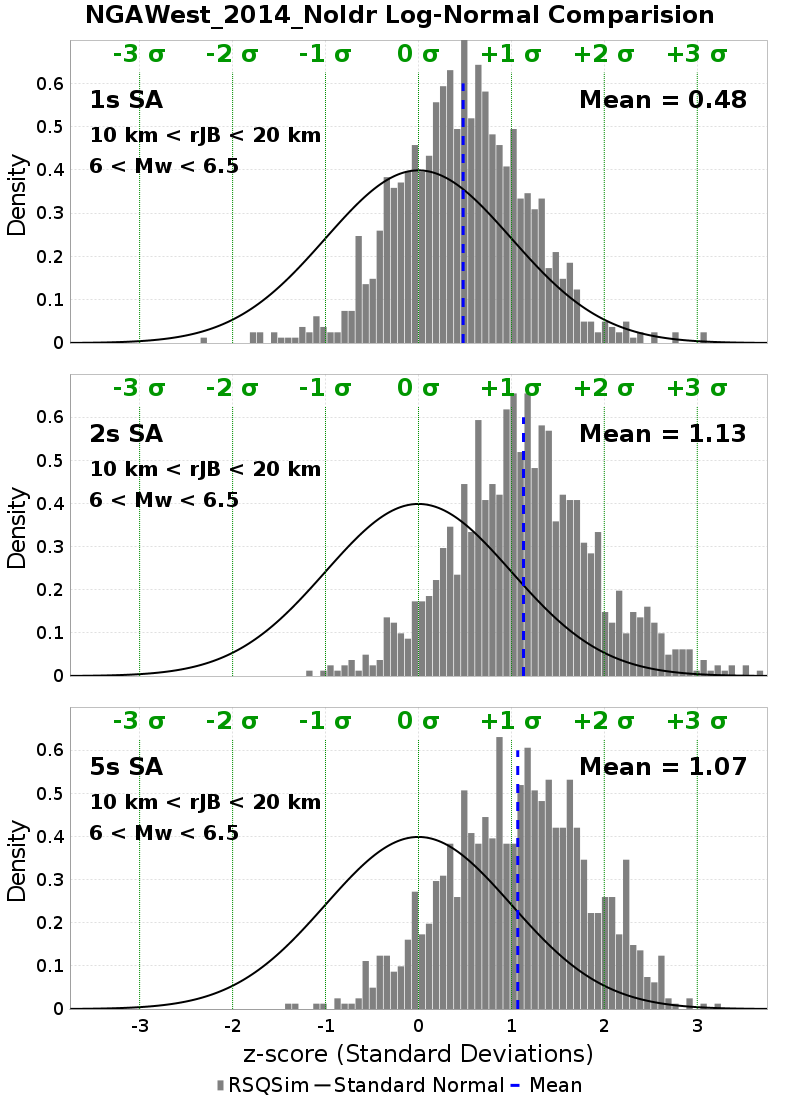 NGAWest_2014_NoIdr Log-Normal Comparision
-3 σ -2 σ -1 σ 0 σ +1 σ +2 σ +3 σ
1s SA Mean = 0.48
10 km < rJB < 20 km
6 < Mw < 6.5
Density
0.6
0.5
0.4
0.3
0.2
0.1
0
-3 σ -2 σ -1 σ 0 σ +1 σ +2 σ +3 σ
2s SA Mean = 1.13
10 km < rJB < 20 km
6 < Mw < 6.5
Density
0.6
0.5
0.4
0.3
0.2
0.1
0
-3 σ -2 σ -1 σ 0 σ +1 σ +2 σ +3 σ
5s SA Mean = 1.07
10 km < rJB < 20 km
6 < Mw < 6.5
Density
0.6
0.5
0.4
0.3
0.2
0.1
0
-3 -2 -1 0 1 2 3
z-score (Standard Deviations)
RSQSim Standard Normal Mean